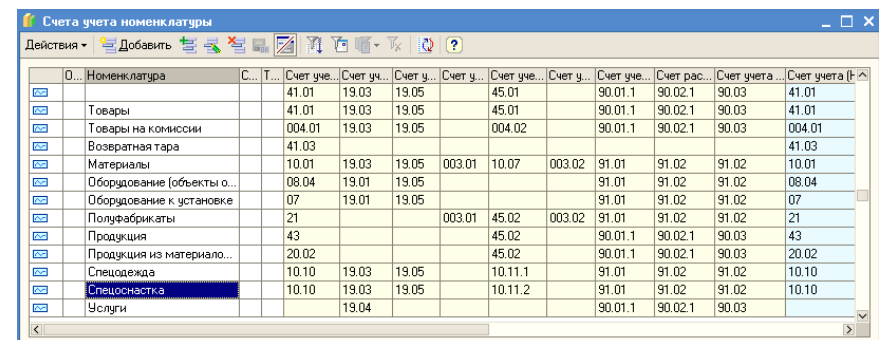 Счета учета номенклатуры
Действия Добавить
О... Номенклатура С... Т... Счет уче... Счет уч... Счет у... Счет у... Счет уче... Счет у... Счет уче... Счет рас... Счет учета ... Счет учета (Н
41.01 19.03 19.05 45.01 90.01.1 90.02.1 90.03 41.01
Товары 41.01 19.03 19.05 45.01 90.01.1 90.02.1 90.03 41.01
Товары на комиссии 004.01 19.03 19.05 004.02 90.01.1 90.02.1 90.03 004.01
Возвратная тара 41.03 41.03
Материалы 10.01 19.03 19.05 003.01 10.07 003.02 91.01 91.02 91.02 10.01
Оборудование (объекты о... 08.04 19.01 19.05 91.01 91.02 91.02 08.04
Оборудование к установке 07 19.01 19.05 91.01 91.02 91.02 07
Полуфабрикаты 21 003.01 45.02 003.02 91.01 91.02 91.02 21
Продукция 43 45.02 90.01.1 90.02.1 90.03 43
Продукция из материало... 20.02 45.02 90.01.1 90.02.1 90.03 20.02
Спецодежда 10.10 19.03 19.05 10.11.1 91.01 91.02 91.02 10.10
Спецоснастка 10.10 19.03 19.05 10.11.2 91.01 91.02 91.02 10.10
Услуги 19.04 90.01.1 90.02.1 90.03